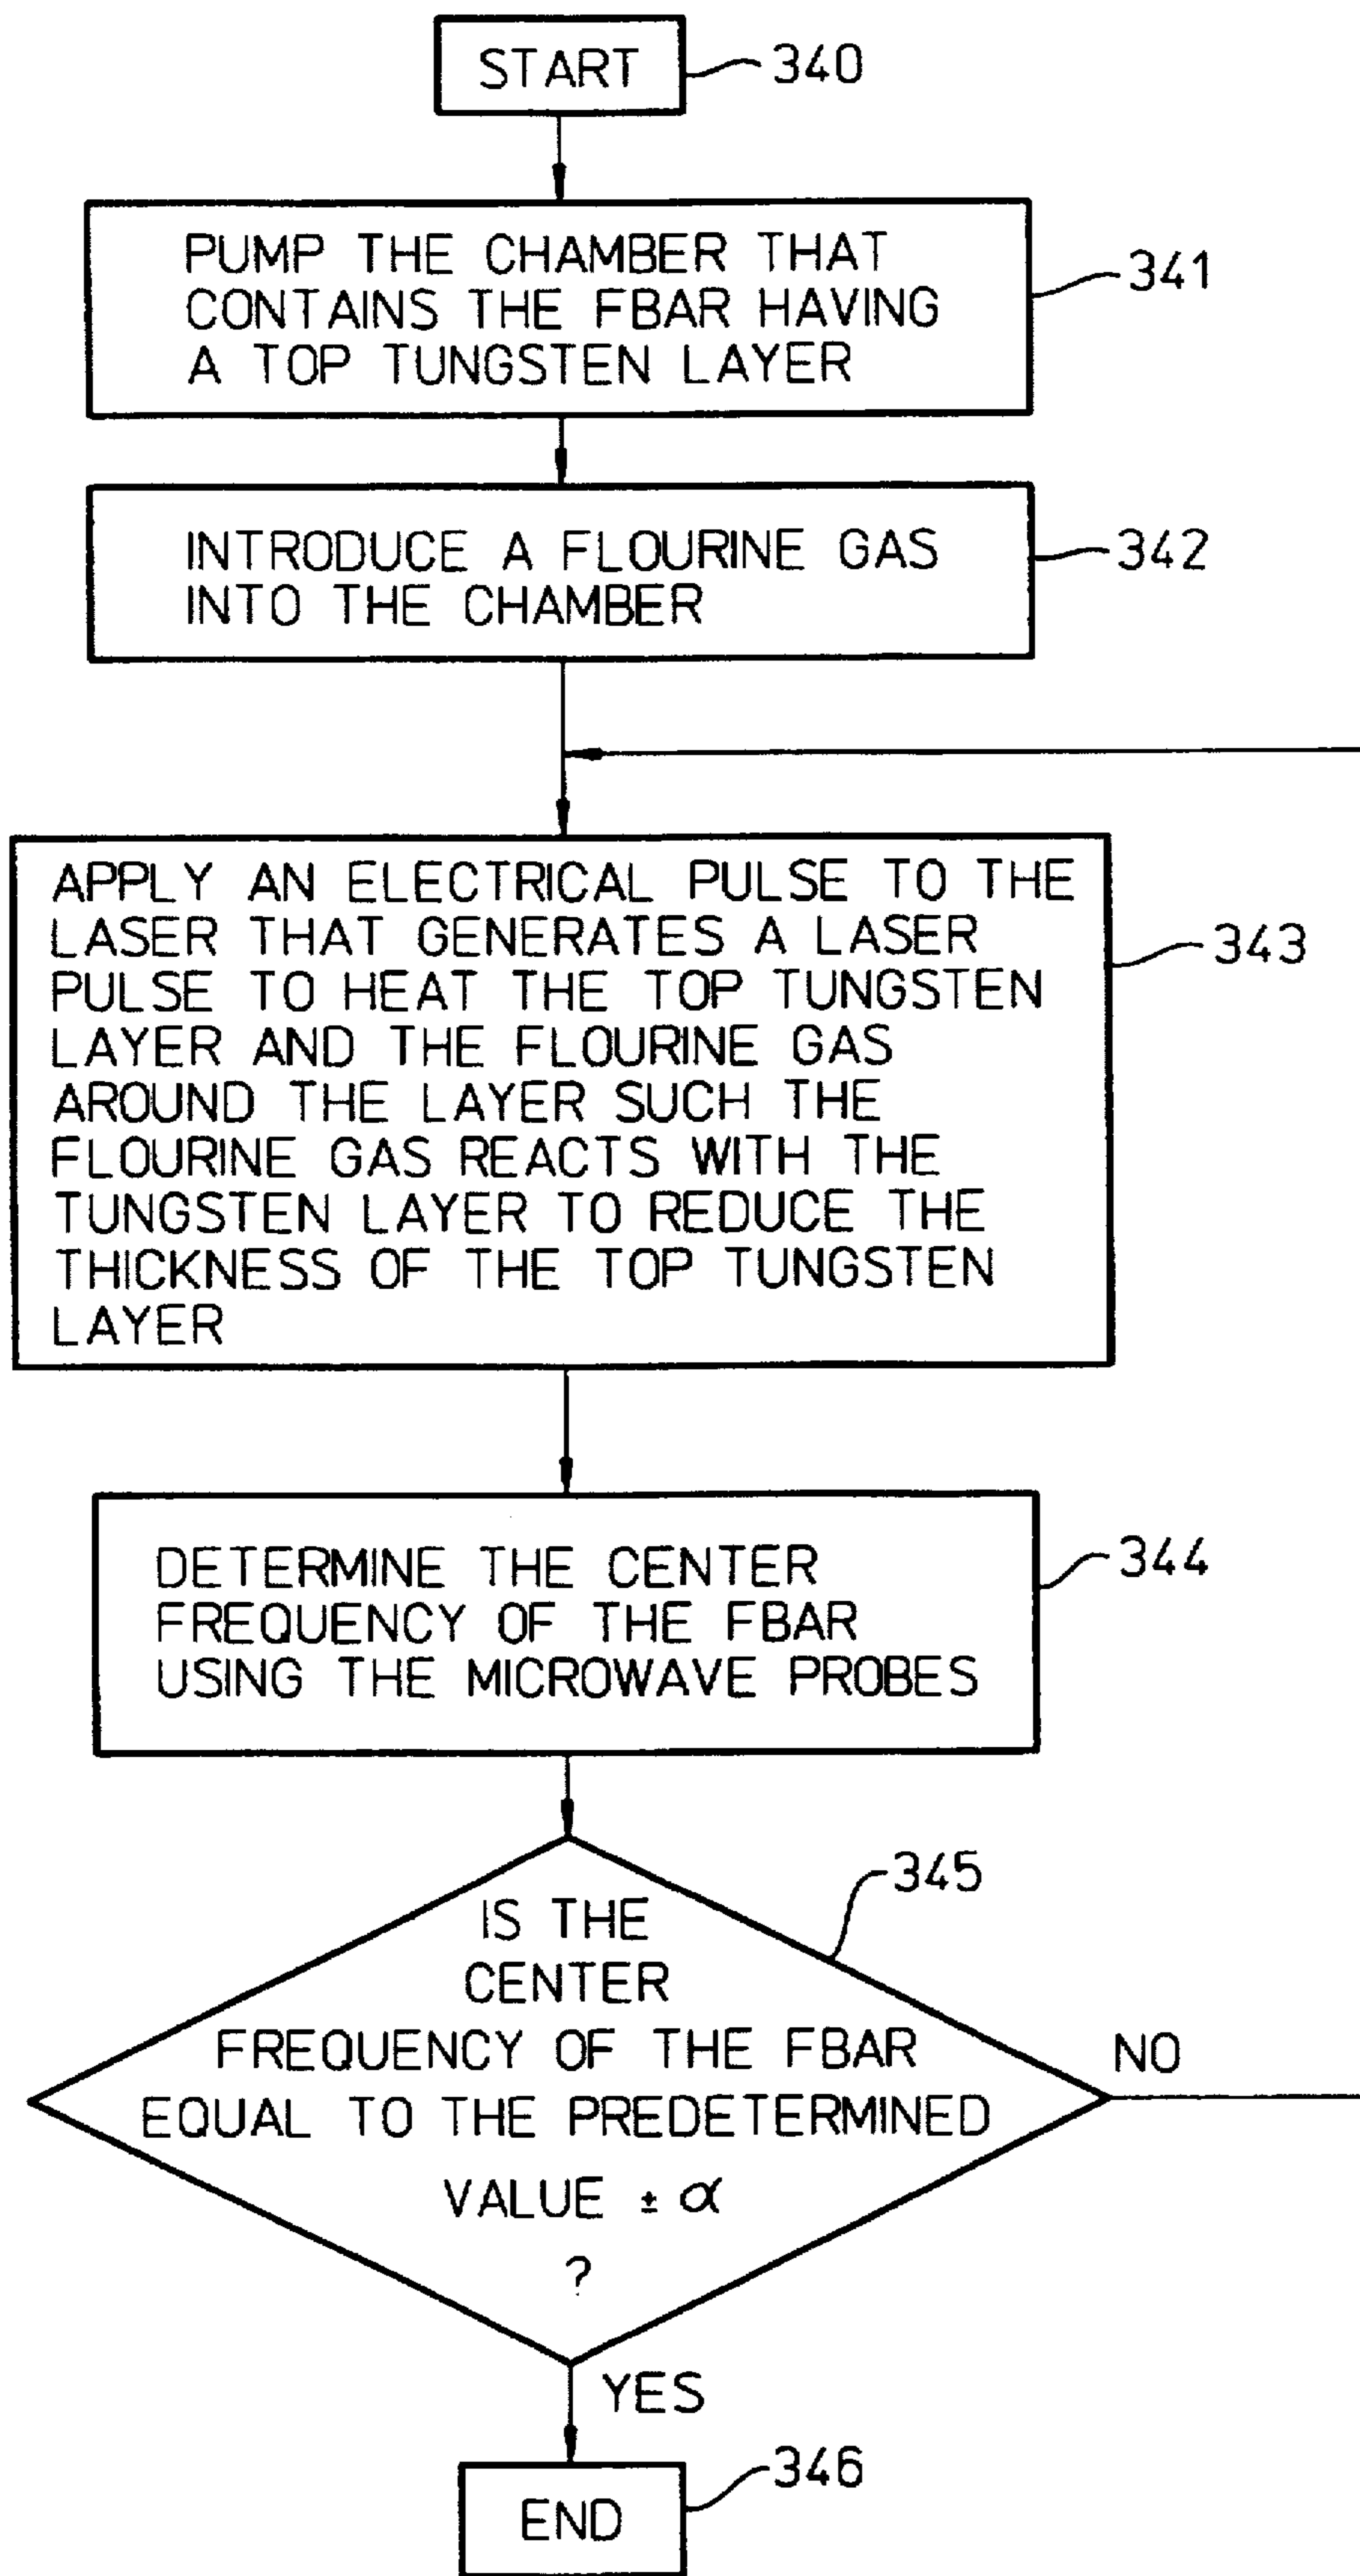 START
340
PUMP THE CHAMBER THAT
CONTAINS THE FBAR HAVING
A TOP TUNGSTEN LAYER
341
INTRODUCE A FLOURINE GAS
INTO THE CHAMBER
342
APPLY AN ELECTRICAL PULSE TO THE
LASER THAT GENERATES A LASER
PULSE TO HEAT THE TOP TUNGSTEN
LAYER AND THE FLOURINE GAS
AROUND THE LAYER SUCH THE
FLOURINE GAS REACTS WITH THE
TUNGSTEN LAYER TO REDUCE THE
THICKNESS OF THE TOP TUNGSTEN
LAYER
343
DETERMINE THE CENTER
FREQUENCY OF THE FBAR
USING THE MICROWAVE PROBES
344
IS THE
CENTER
FREQUENCY OF THE FBAR
EQUAL TO THE PREDETERMINED
VALUE ± α
?
345
NO
YES
END
346